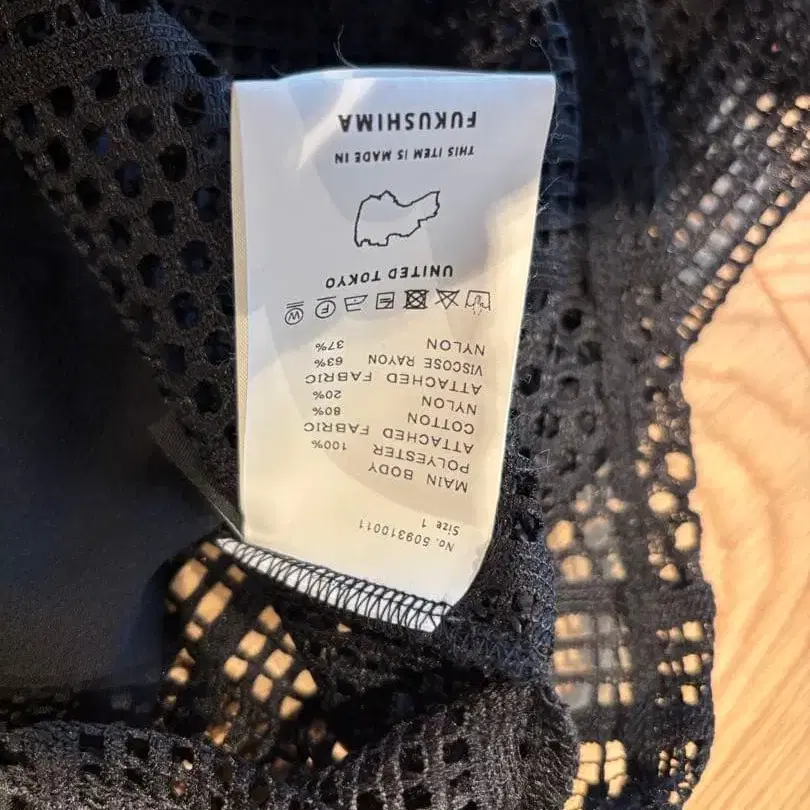 No. 509310011
Size 1
MAIN BODY
POLYESTER 100%
ATTACHED FABRIC
COTTON 80%
NYLON 20%
ATTACHED FABRIC
VISCOSE RAYON 63%
NYLON 37%
F W
UNITED TOKYO
THIS ITEM IS MADE IN
FUKUSHIMA